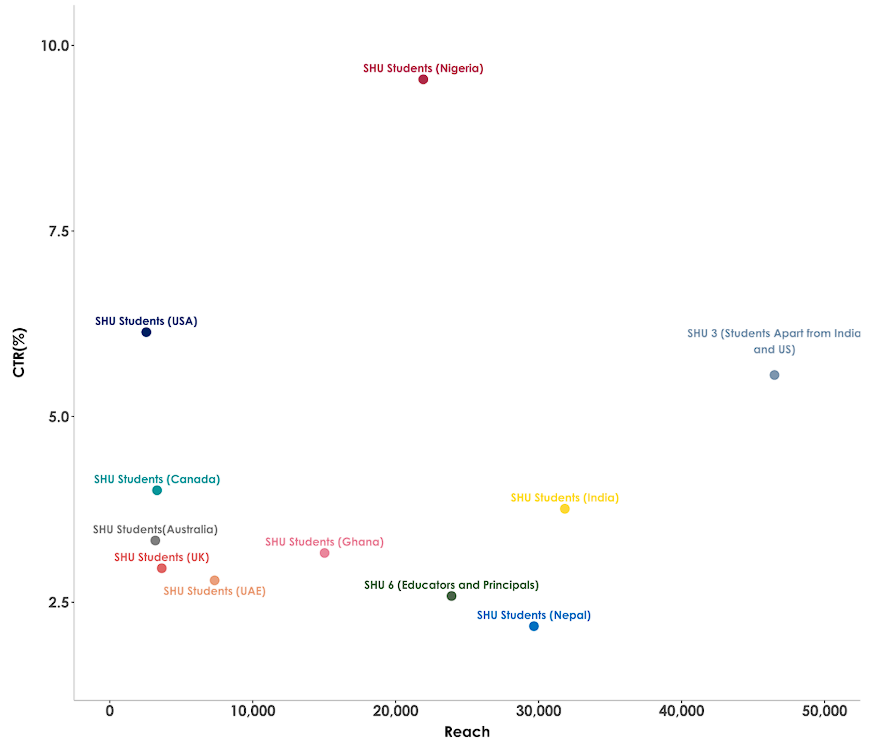 10.0
SHU Students (Nigeria)
7.5
SHU Students (USA)
SHU 3 (Students Apart from India
and US)
CTR(%)
5.0
SHU Students (Canada)
SHU Students (India)
SHU Students(Australia)
SHU Students (Ghana)
SHU Students (UK)
SHU 6 (Educators and Principals)
SHU Students (UAE)
2.5
SHU Students (Nepal)
0 10,000 20,000 30,000 40,000 50,000
Reach